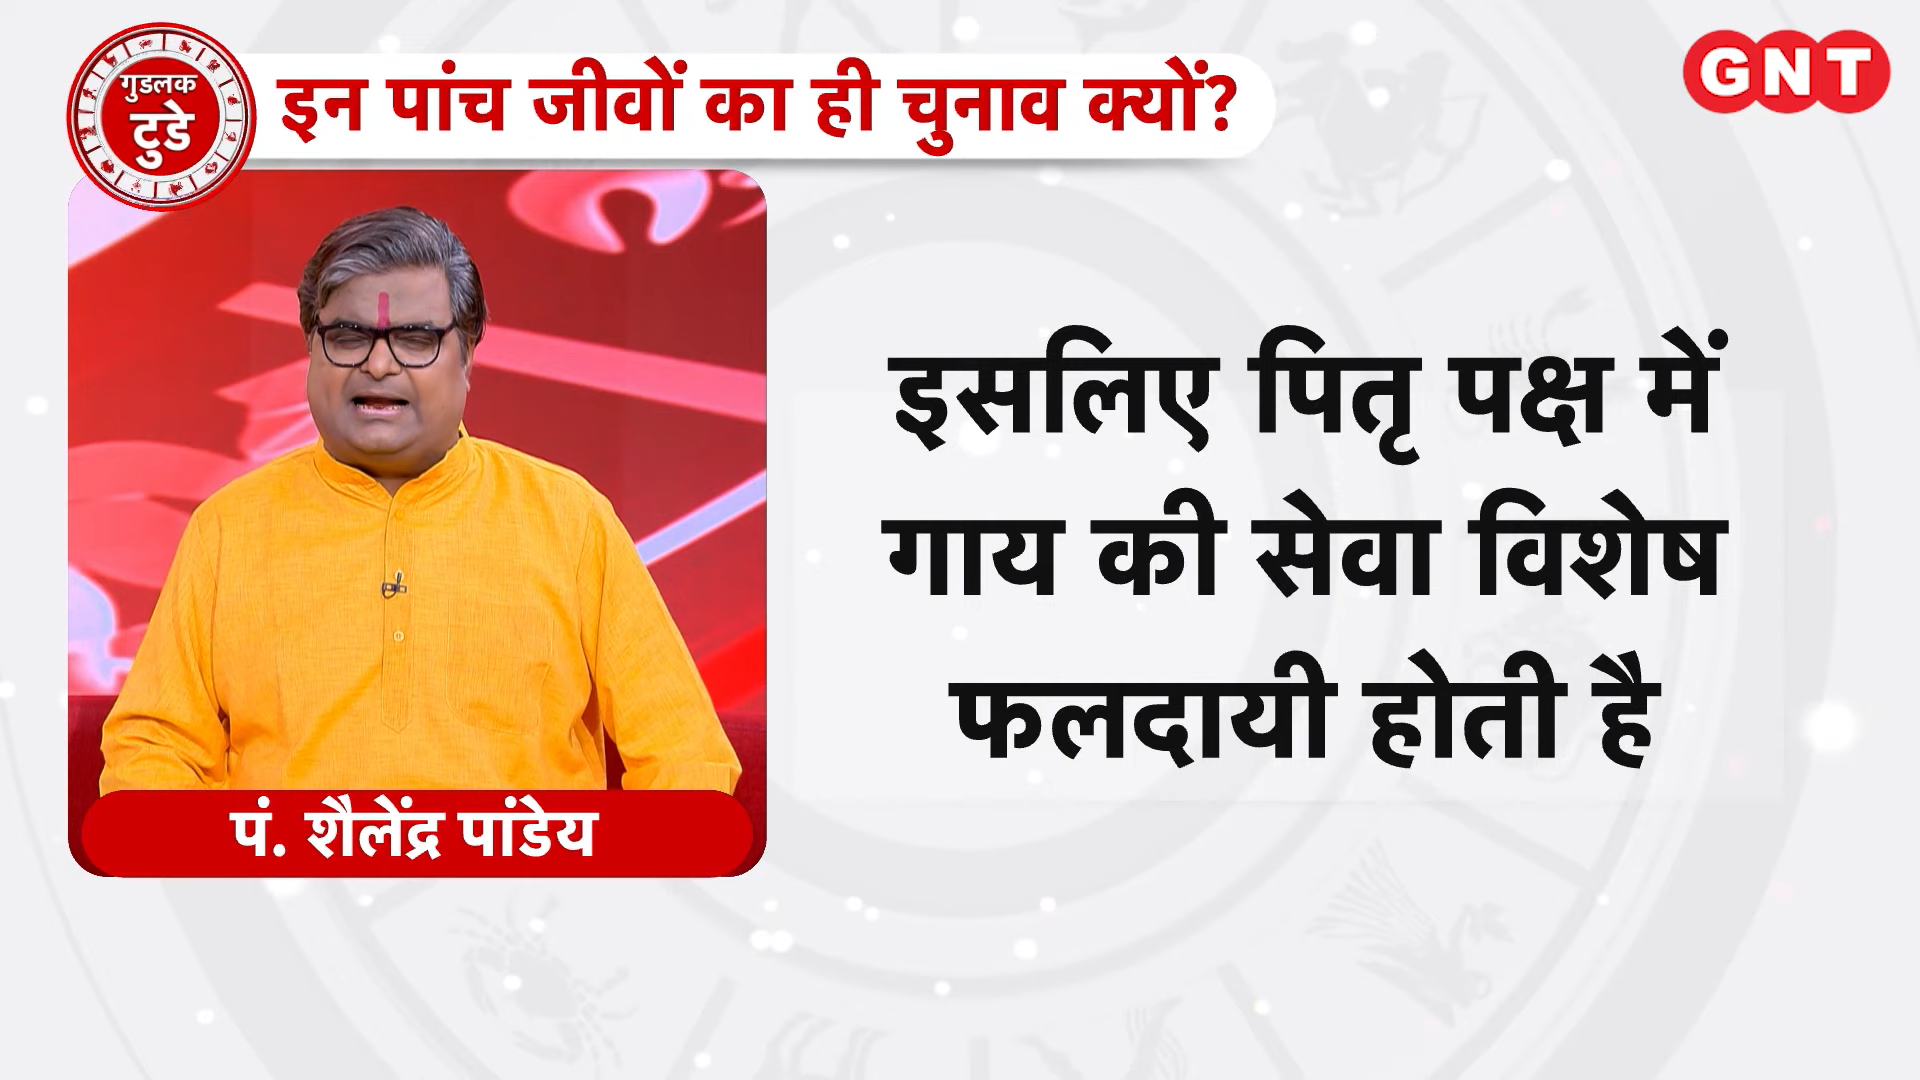 गुडलक
टुडे
इन पांच जीवों का ही चुनाव क्यों?
GNT
इसलिए पितृ पक्ष में
गाय की सेवा विशेष
फलदायी होती है
पं. शैलेंद्र पांडेय